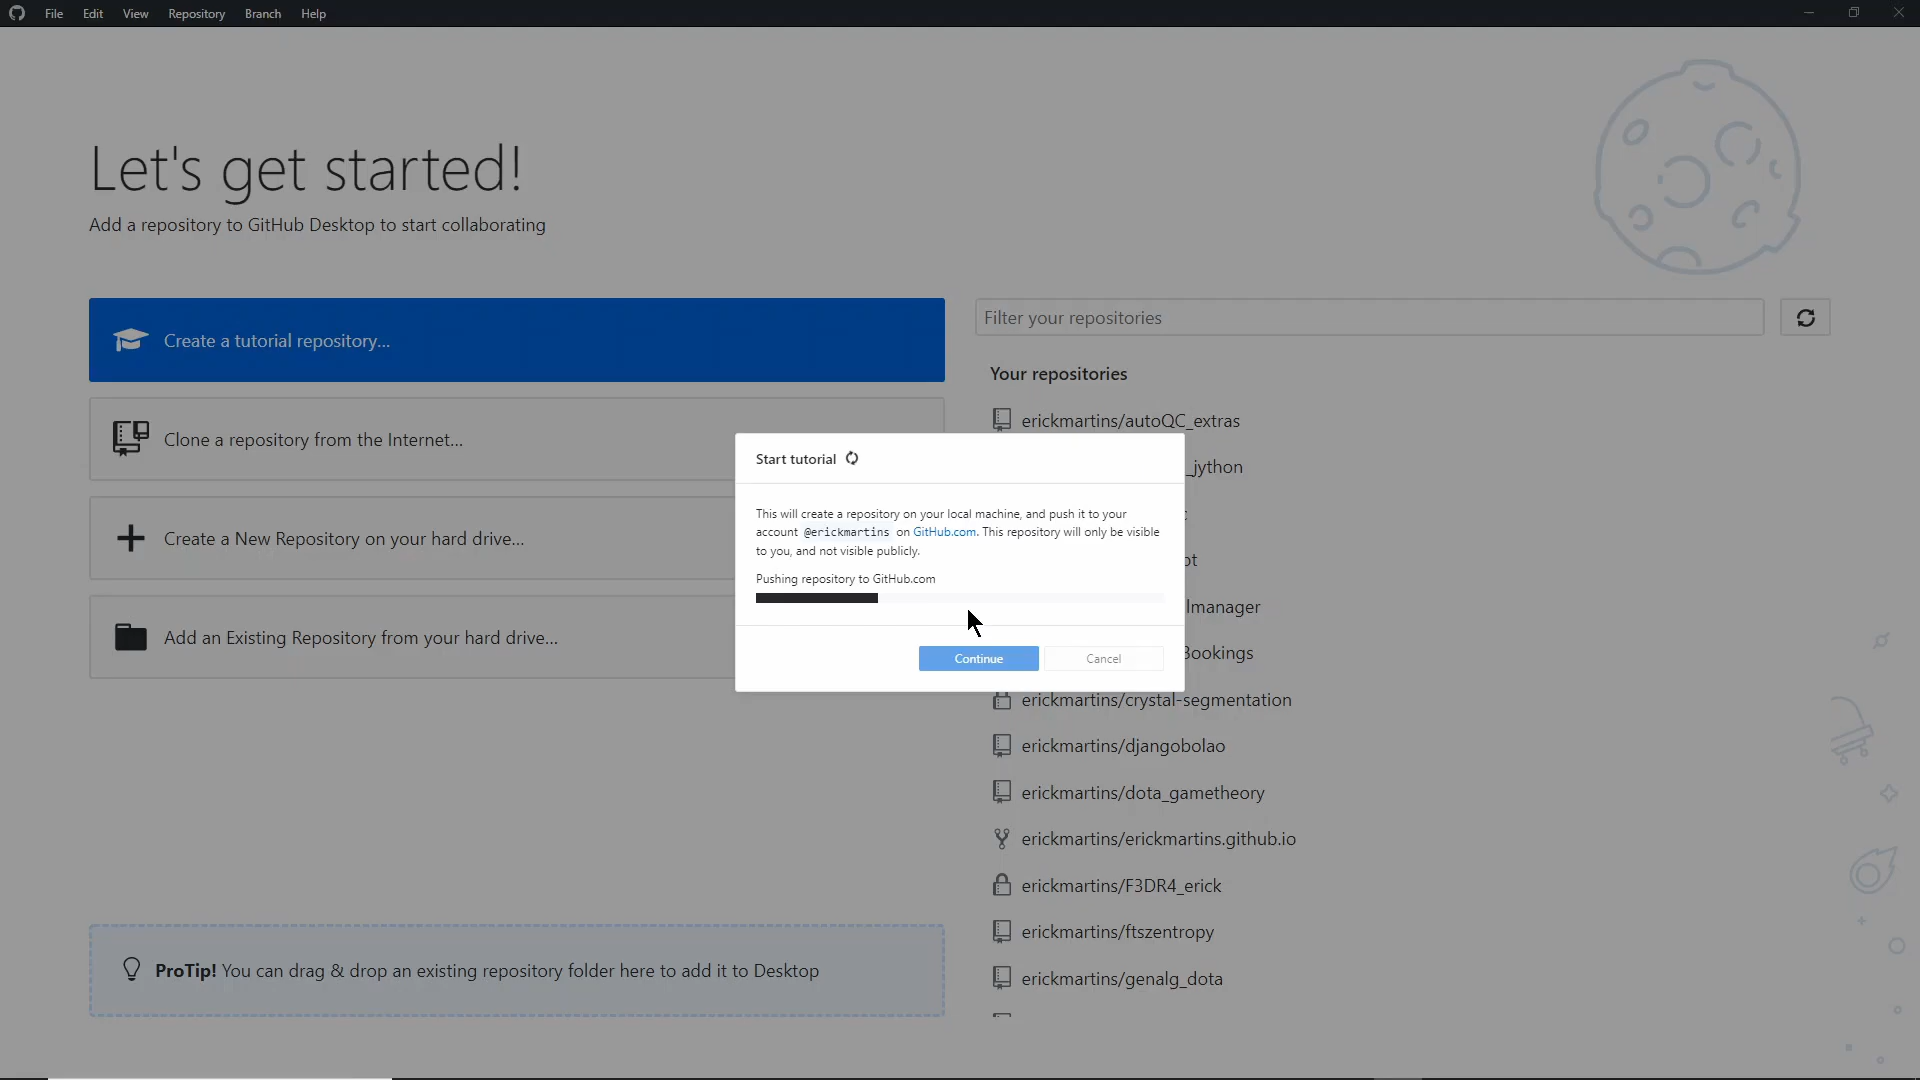 File Edit View Repository Branch Help
Let's get started!
Add a repository to GitHub Desktop to start collaborating
Create a tutorial repository...
Clone a repository from the Internet...
Create a New Repository on your hard drive...
Add an Existing Repository from your hard drive...
ProTip! You can drag & drop an existing repository folder here to add it to Desktop
Filter your repositories
Your repositories
erickmartins/autoQC_extras
_jython
lmanager
Bookings
erickmartins/crystal-segmentation
erickmartins/djangobolao
erickmartins/dota_gametheory
erickmartins/erickmartins.github.io
erickmartins/F3DR4_erick
erickmartins/ftszentropy
erickmartins/genalg_dota
Start tutorial
This will create a repository on your local machine, and push it to your
account @erickmartins on GitHub.com. This repository will only be visible
to you, and not visible publicly.
Pushing repository to GitHub.com
Continue Cancel